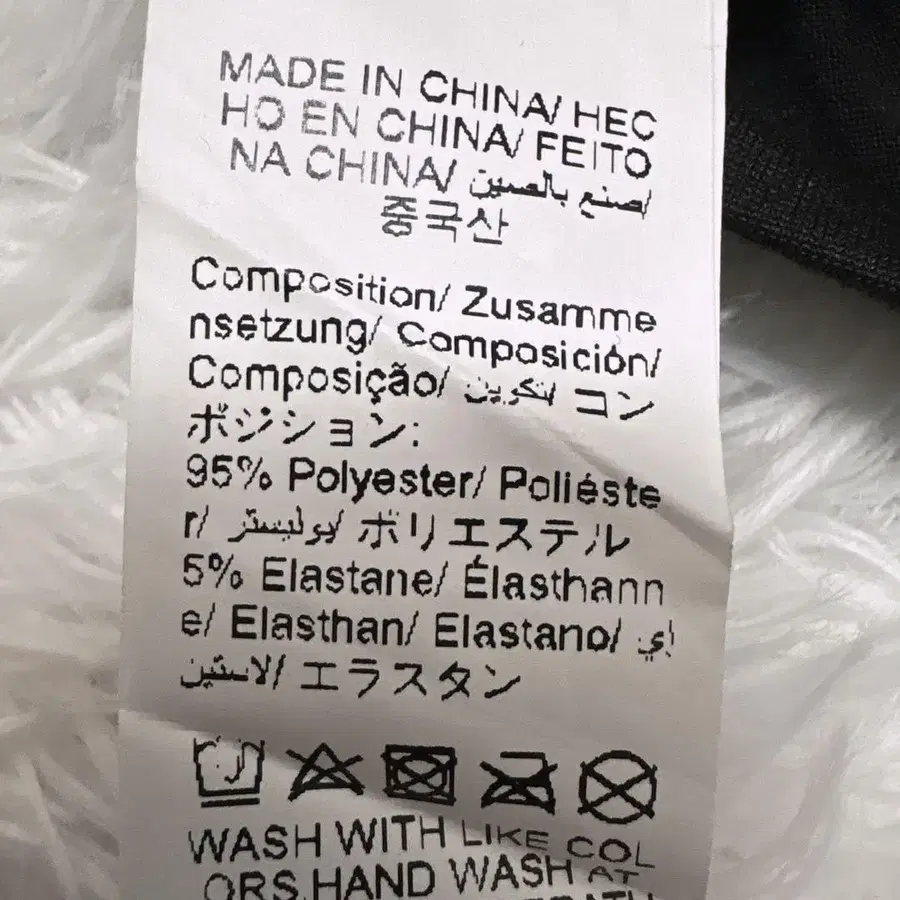 MADE IN CHINA/ HEC
HO EN CHINA/ FEITO
NA CHINA/ صنع بالصين/
중국산
Composition/ Zusamme
nsetzung/ Composición/
Composição/ تكوين/ コン
ポジション:
95% Polyester/ Poliéste
r/ بوليستر/ ポリエステル
5% Elastane/ Élasthann
e/ Elasthan/ Elastano/ إي
لاستين/ エラスタン
WASH WITH LIKE COL
ORS.HAND WASH AT